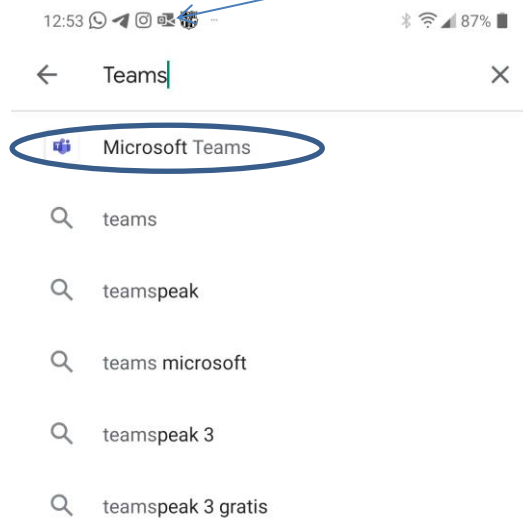 12:53 87%
Teams
Microsoft Teams
teams
teamspeak
teams microsoft
teamspeak 3
teamspeak 3 gratis